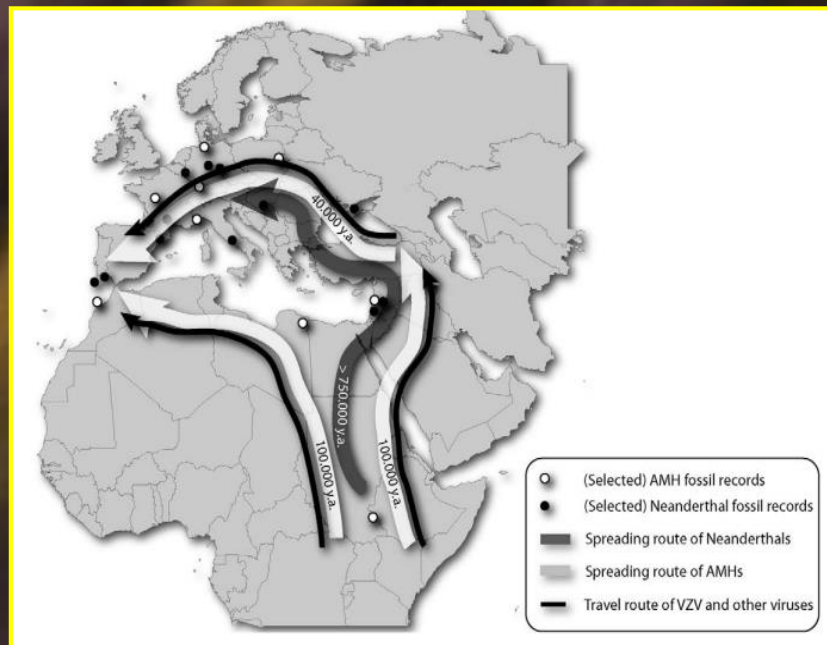 40.000 y.a.
> 750.000 y.a.
100.000 y.a.
100.000 y.a.
(Selected) AMH fossil records
(Selected) Neanderthal fossil records
Spreading route of Neanderthals
Spreading route of AMHs
Travel route of VZV and other viruses